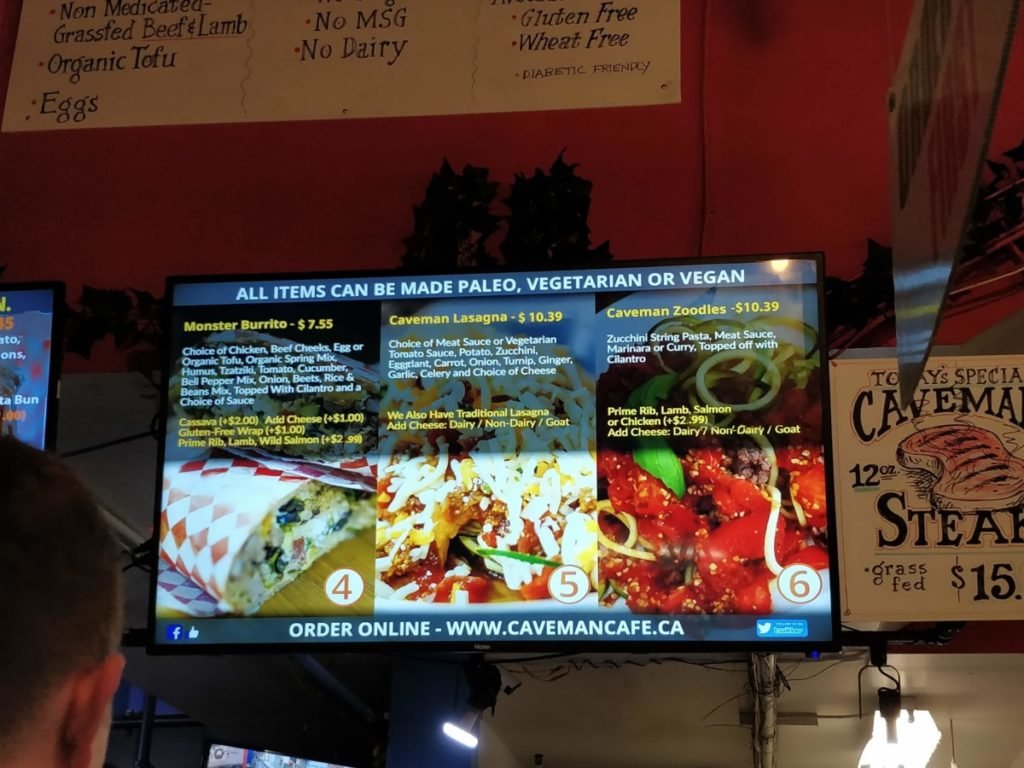 Non Medicated-
Grassfed Beef & Lamb
Organic Tofu
Eggs
No MSG
No Dairy
Gluten Free
Wheat Free
DIABETIC FRIENDLY
ALL ITEMS CAN BE MADE PALEO, VEGETARIAN OR VEGAN
Monster Burrito - $ 7.55
Choice of Chicken, Beef Cheeks, Egg or
Organic Tofu, Organic Spring Mix,
Humus, Tzatziki, Tomato, Cucumber,
Bell Pepper Mix, Onion, Beets, Rice &
Beans Mix, Topped With Cilantro and a
Choice of Sauce
Cassava (+$2.00) Add Cheese (+$1.00)
Gluten-Free Wrap (+$1.00)
Prime Rib, Lamb, Wild Salmon (+$2.99)
4
Caveman Lasagna - $ 10.39
Choice of Meat Sauce or Vegetarian
Tomato Sauce, Potato, Zucchini,
Eggplant, Carrot, Onion, Turnip, Ginger,
Garlic, Celery and Choice of Cheese
We Also Have Traditional Lasagna
Add Cheese: Dairy / Non-Dairy / Goat
5
Caveman Zoodles -$10.39
Zucchini String Pasta, Meat Sauce,
Marinara or Curry, Topped off with
Cilantro
Prime Rib, Lamb, Salmon
or Chicken (+$2.99)
Add Cheese: Dairy / Non-Dairy / Goat
6
ORDER ONLINE - WWW.CAVEMANCAFE.CA
twitter
Haier
ta Bun
TODAY'S SPECIA
CAVEMA
12 oz.
STEAK
grass
fed
$15.